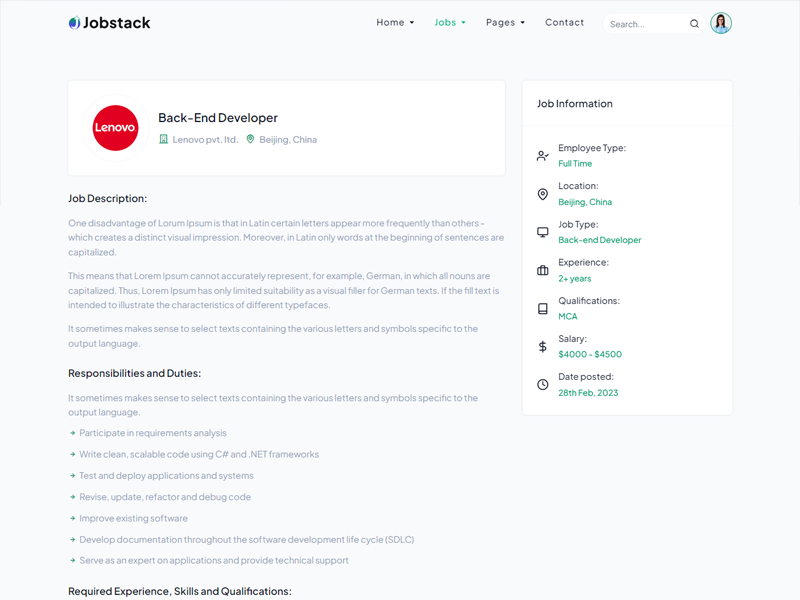 Jobstack
Home
Jobs
Pages
Contact
Search...
Lenovo
Back-End Developer
Lenovo pvt. ltd.
Beijing, China
Job Description:
One disadvantage of Lorum Ipsum is that in Latin certain letters appear more frequently than others -
which creates a distinct visual impression. Moreover, in Latin only words at the beginning of sentences are
capitalized.
This means that Lorem Ipsum cannot accurately represent, for example, German, in which all nouns are
capitalized. Thus, Lorem Ipsum has only limited suitability as a visual filler for German texts. If the fill text is
intended to illustrate the characteristics of different typefaces.
It sometimes makes sense to select texts containing the various letters and symbols specific to the
output language.
Responsibilities and Duties:
It sometimes makes sense to select texts containing the various letters and symbols specific to the
output language.
Participate in requirements analysis
Write clean, scalable code using C# and .NET frameworks
Test and deploy applications and systems
Revise, update, refactor and debug code
Improve existing software
Develop documentation throughout the software development life cycle (SDLC)
Serve as an expert on applications and provide technical support
Required Experience, Skills and Qualifications:
Job Information
Employee Type:
Full Time
Location:
Beijing, China
Job Type:
Back-end Developer
Experience:
2+ years
Qualifications:
MCA
Salary:
$4000 - $4500
Date posted:
28th Feb, 2023